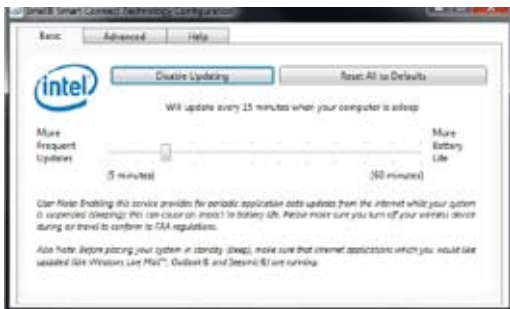 Intel® Smart Connect Technology Configuration
Basic Advanced Help
intel
Disable Updating Reset All to Defaults
Will update every 15 minutes when your computer is asleep
More More
Frequent Battery
Updates Life
(5 minutes) (60 minutes)
User Note: Enabling this service provides for periodic application data updates from the internet while your system
is suspended (sleeping); this can cause an impact to battery life. Please make sure you turn off your wireless device
during air travel to conform to FAA regulations.
Also Note: Before placing your system in standby (sleep), make sure that internet applications which you would like
updated (like Windows Live Mail™, Outlook® and Seesmic®) are running.